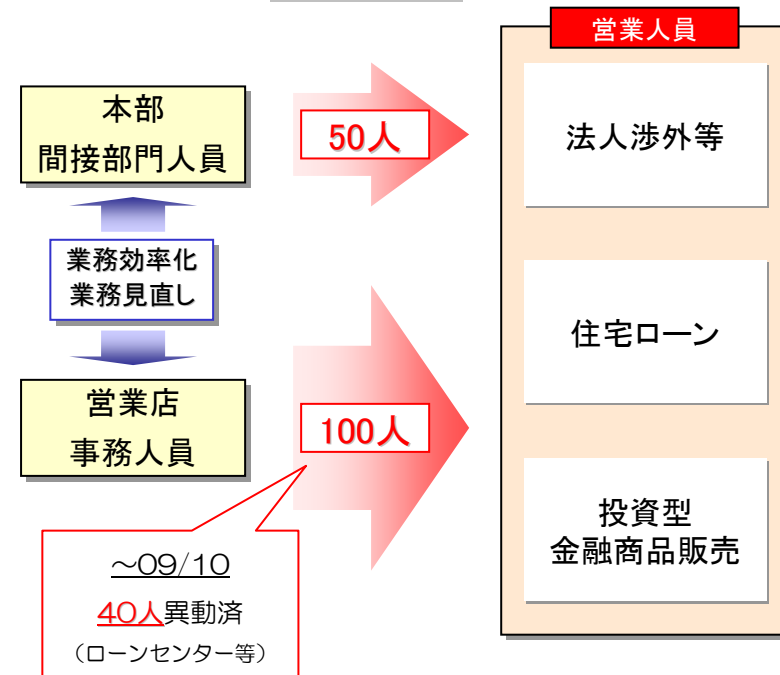 営業人員
本部
間接部門人員
50人
法人渉外等
業務効率化
業務見直し
住宅ローン
営業店
事務人員
100人
投資型
金融商品販売
～09/10
40人異動済
（ローンセンター等）